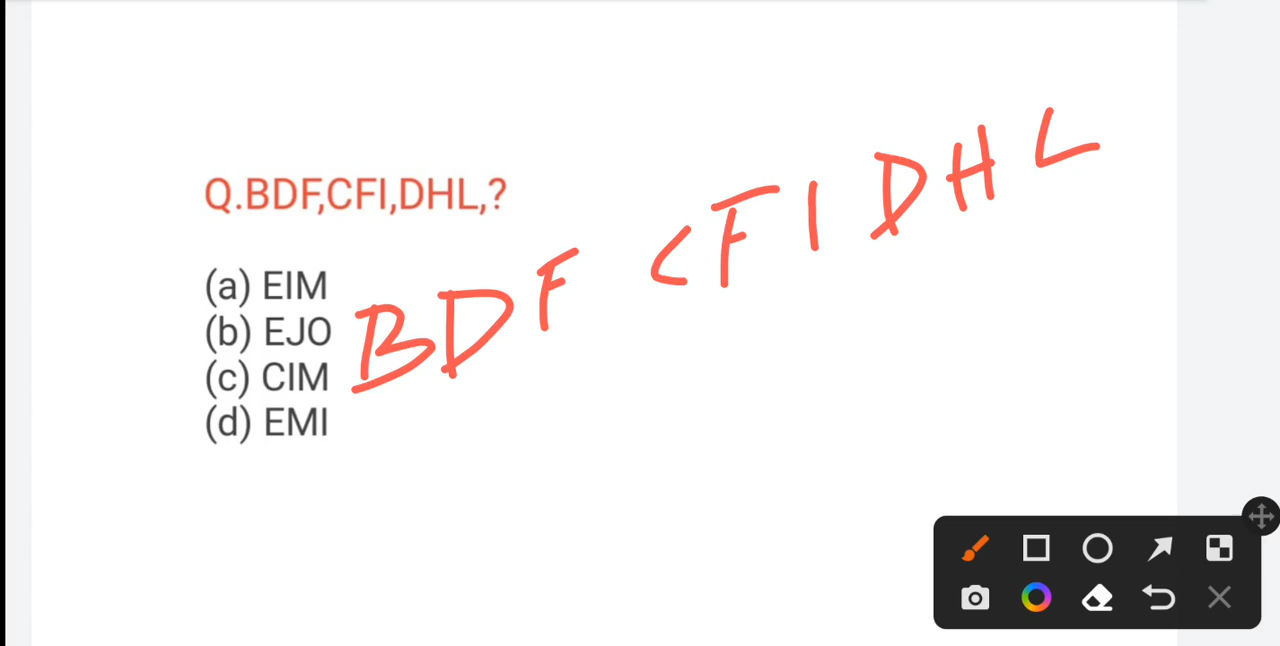 Q.BDF,CFI,DHL,?
(a) EIM
(b) EJO
(c) CIM
(d) EMI
BDF CFI DHL